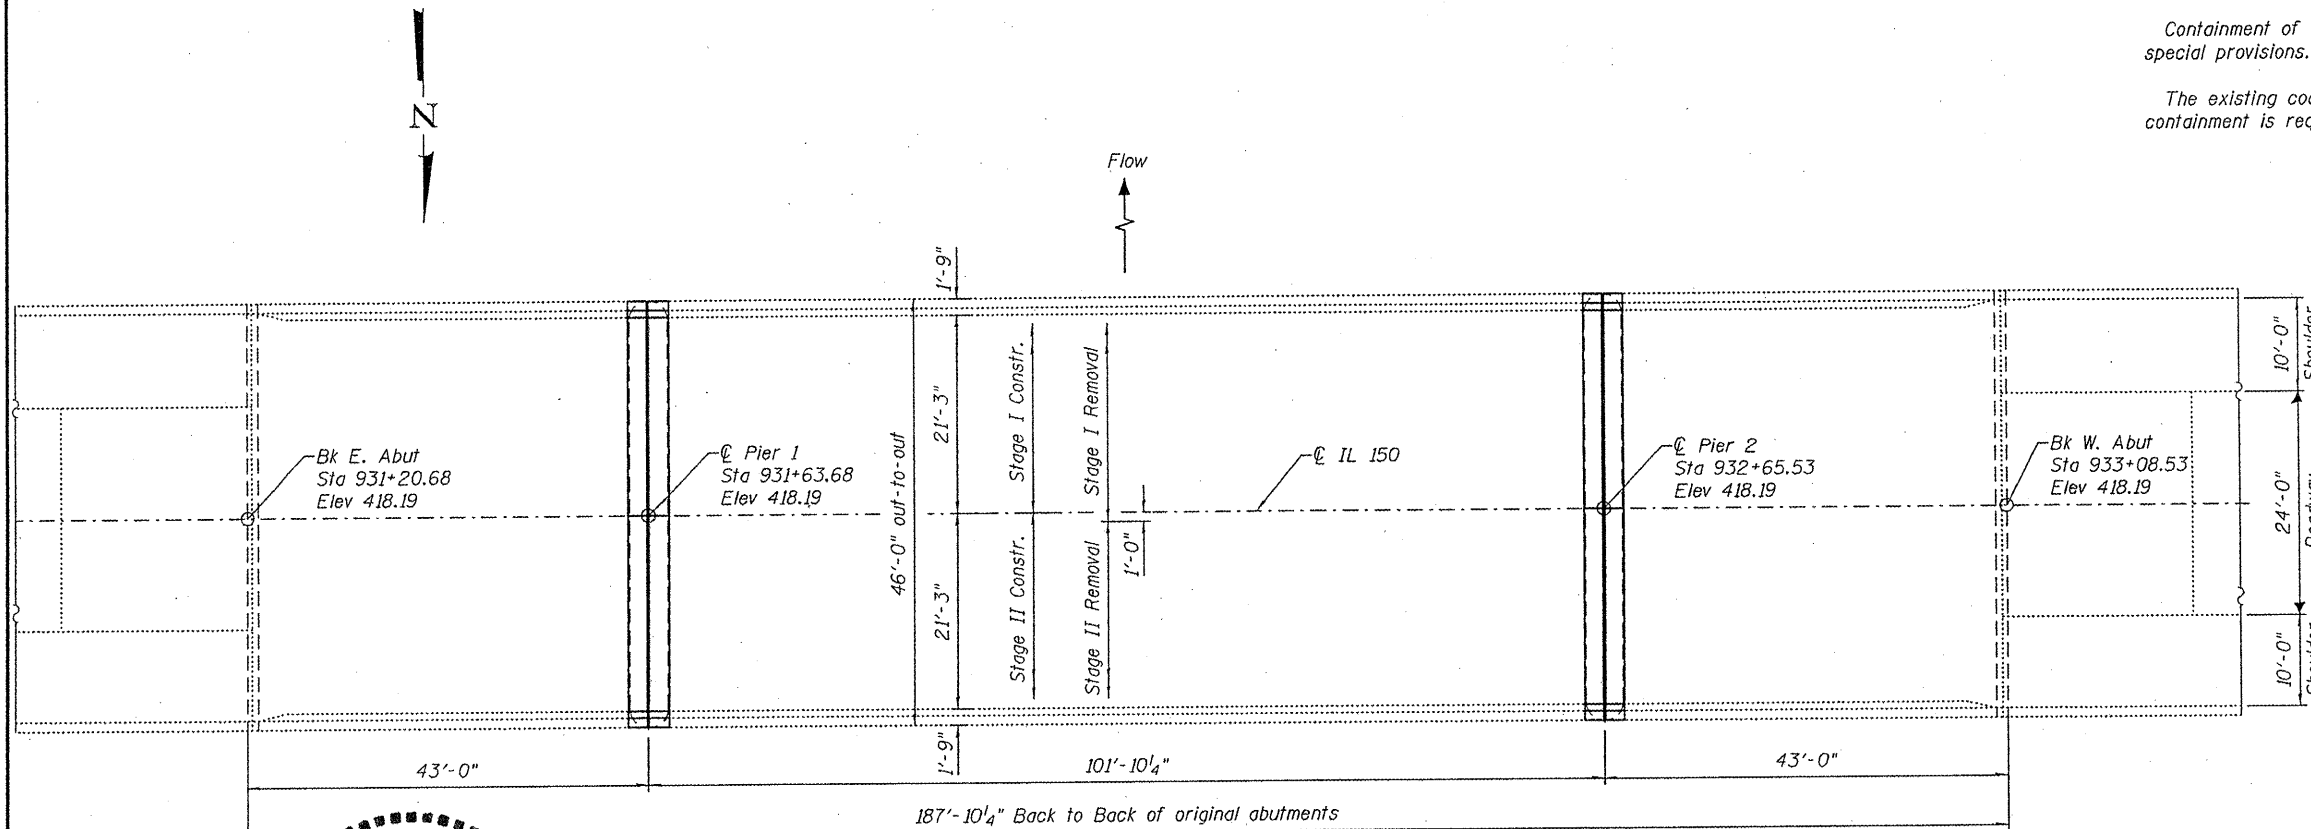 Containment of
special provisions.
The existing
containment is
N
Flow
1'-9"
10'-0"
Shoulder
21'-3"
Stage I Constr.
Stage I Removal
Bk E. Abut
Sta 931+20.68
Elev 418.19
℄ Pier 1
Sta 931+63.68
Elev 418.19
46'-0" out-to-out
℄ IL 150
℄ Pier 2
Sta 932+65.53
Elev 418.19
Bk W. Abut
Sta 933+08.53
Elev 418.19
24'-0"
1'-0"
21'-3"
Stage II Constr.
Stage II Removal
10'-0"
1'-9"
43'-0"
101'-10¼"
43'-0"
187'-10¼" Back to Back of original abutments